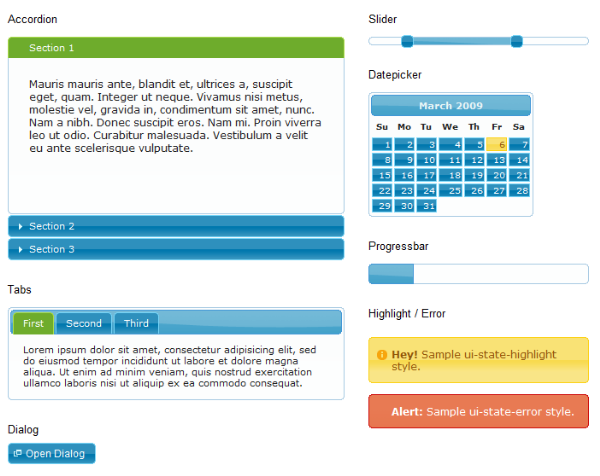 Accordion
Section 1
Mauris mauris ante, blandit et, ultrices a, suscipit
eget, quam. Integer ut neque. Vivamus nisi metus,
molestie vel, gravida in, condimentum sit amet, nunc.
Nam a nibh. Donec suscipit eros. Nam mi. Proin viverra
leo ut odio. Curabitur malesuada. Vestibulum a velit
eu ante scelerisque vulputate.
Section 2
Section 3
Tabs
First Second Third
Lorem ipsum dolor sit amet, consectetur adipisicing elit, sed
do eiusmod tempor incididunt ut labore et dolore magna
aliqua. Ut enim ad minim veniam, quis nostrud exercitation
ullamco laboris nisi ut aliquip ex ea commodo consequat.
Dialog
Open Dialog
Slider
Datepicker
March 2009
Su Mo Tu We Th Fr Sa
1 2 3 4 5 6 7
8 9 10 11 12 13 14
15 16 17 18 19 20 21
22 23 24 25 26 27 28
29 30 31
Progressbar
Highlight / Error
Hey! Sample ui-state-highlight
style.
Alert: Sample ui-state-error style.